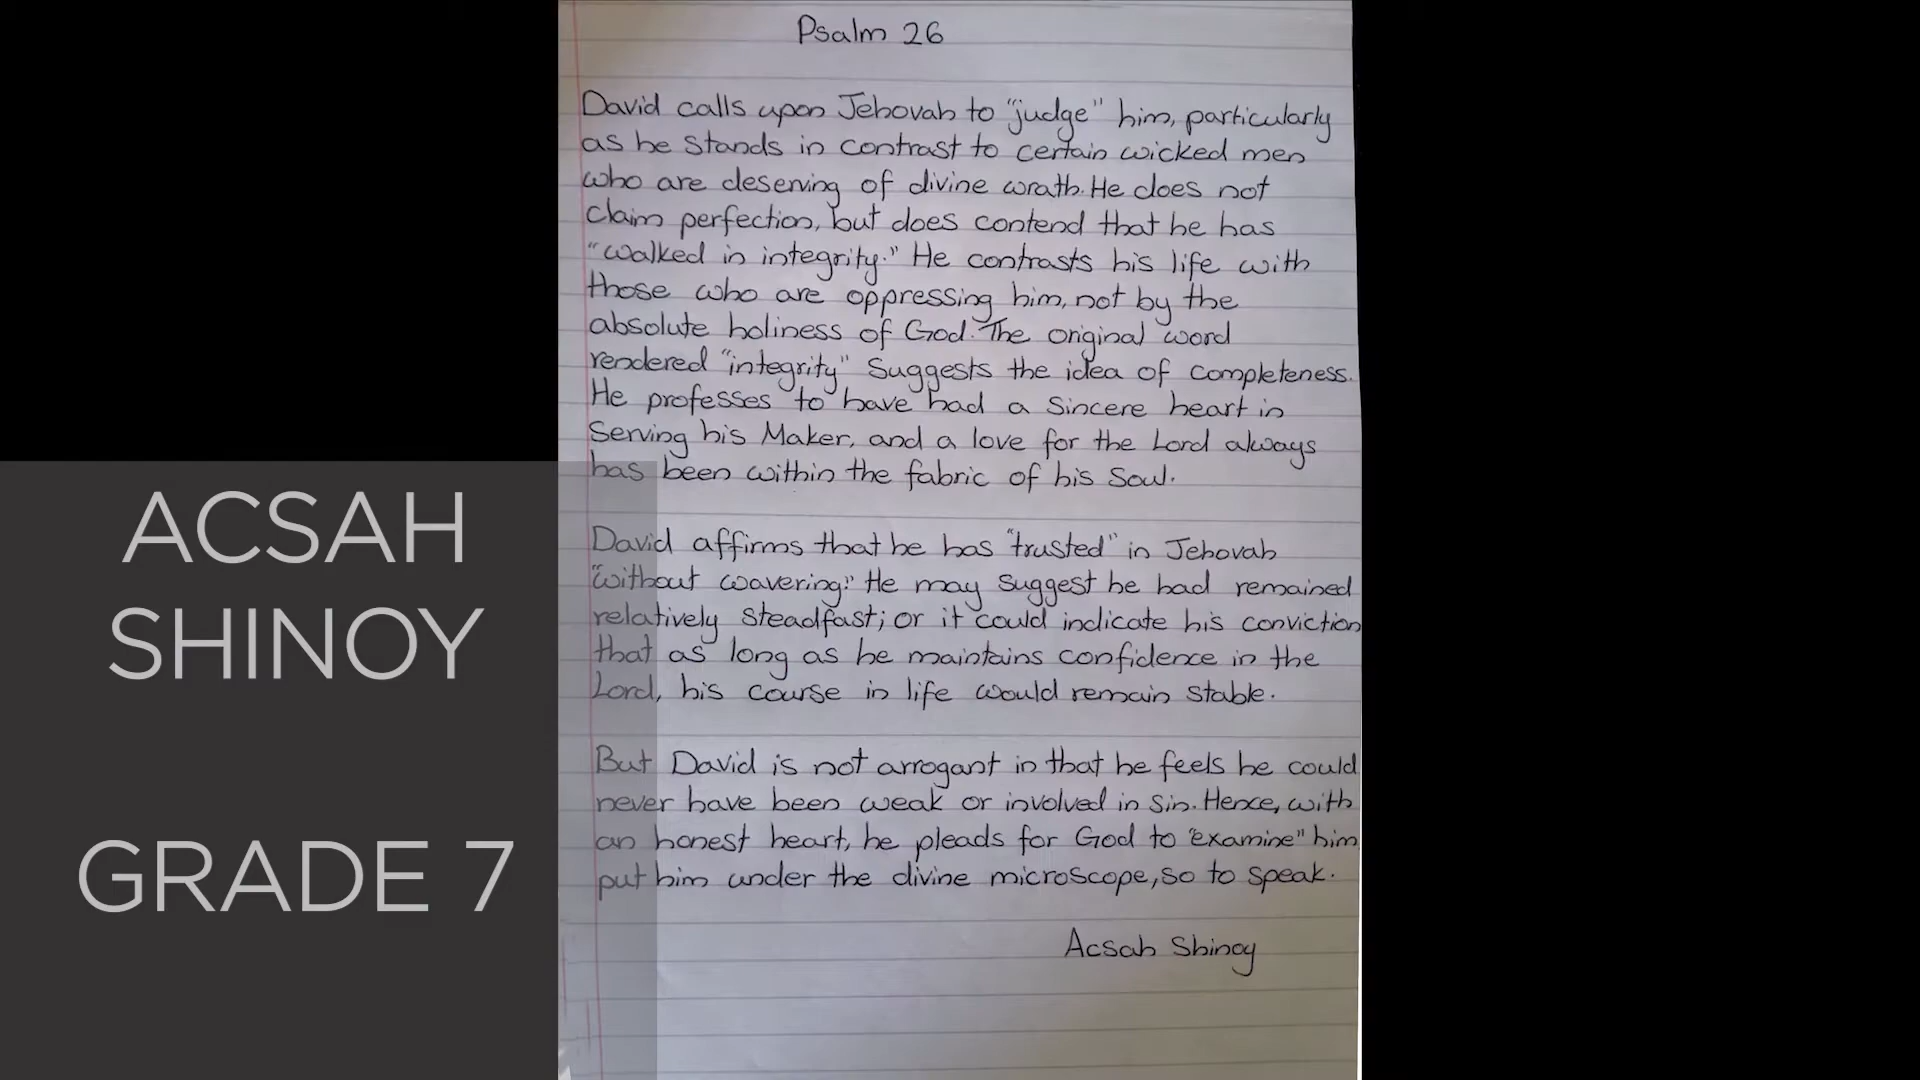 Psalm 26
David calls upon Jehovah to "judge" him, particularly
as he stands in contrast to certain wicked men
who are deserving of divine wrath. He does not
claim perfection, but does contend that he has
"walked in integrity." He contrasts his life with
those who are oppressing him, not by the
absolute holiness of God. The original word
rendered "integrity" suggests the idea of completeness.
He professes to have had a sincere heart in
serving his Maker, and a love for the Lord always
has been within the fabric of his soul.
David affirms that he has "trusted" in Jehovah
"without wavering." He may suggest he had remained
relatively steadfast; or it could indicate his conviction
that as long as he maintains confidence in the
Lord, his course in life would remain stable.
But David is not arrogant in that he feels he could
never have been weak or involved in sin. Hence, with
an honest heart, he pleads for God to "examine" him
put him under the divine microscope, so to speak.
Acsah Shinoy
ACSAH
SHINOY
GRADE 7